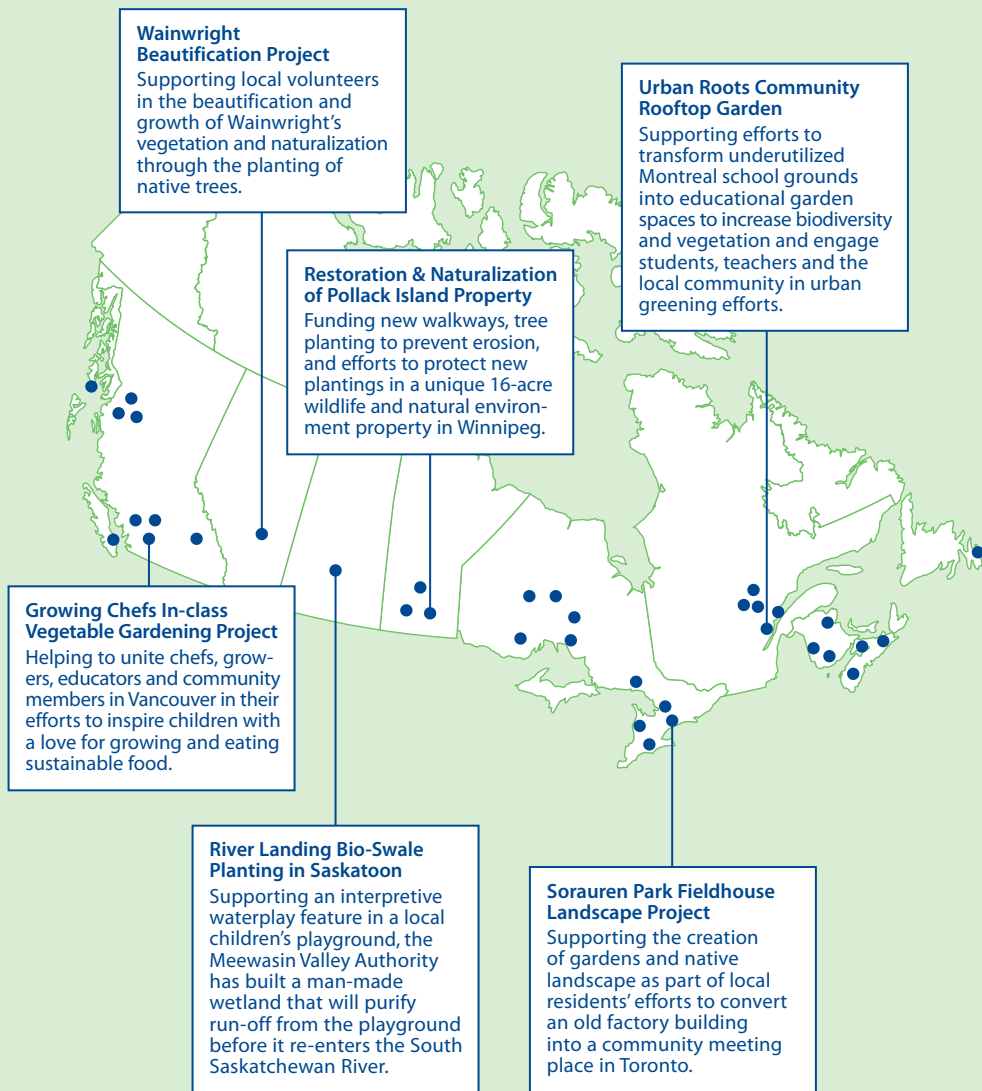 Wainwright
Beautification Project
Supporting local volunteers
in the beautification and
growth of Wainwright’s
vegetation and naturalization
through the planting of
native trees.
Urban Roots Community
Rooftop Garden
Supporting efforts to
transform underutilized
Montreal school grounds
into educational garden
spaces to increase biodiversity
and vegetation and engage
students, teachers and the
local community in urban
greening efforts.
Restoration & Naturalization
of Pollack Island Property
Funding new walkways, tree
planting to prevent erosion,
and efforts to protect new
plantings in a unique 16-acre
wildlife and natural environ-
ment property in Winnipeg.
Growing Chefs In-class
Vegetable Gardening Project
Helping to unite chefs, grow-
ers, educators and community
members in Vancouver in their
efforts to inspire children with
a love for growing and eating
sustainable food.
River Landing Bio-Swale
Planting in Saskatoon
Supporting an interpretive
waterplay feature in a local
children’s playground, the
Meewasin Valley Authority
has built a man-made
wetland that will purify
run-off from the playground
before it re-enters the South
Saskatchewan River.
Sorauren Park Fieldhouse
Landscape Project
Supporting the creation
of gardens and native
landscape as part of local
residents’ efforts to convert
an old factory building
into a community meeting
place in Toronto.